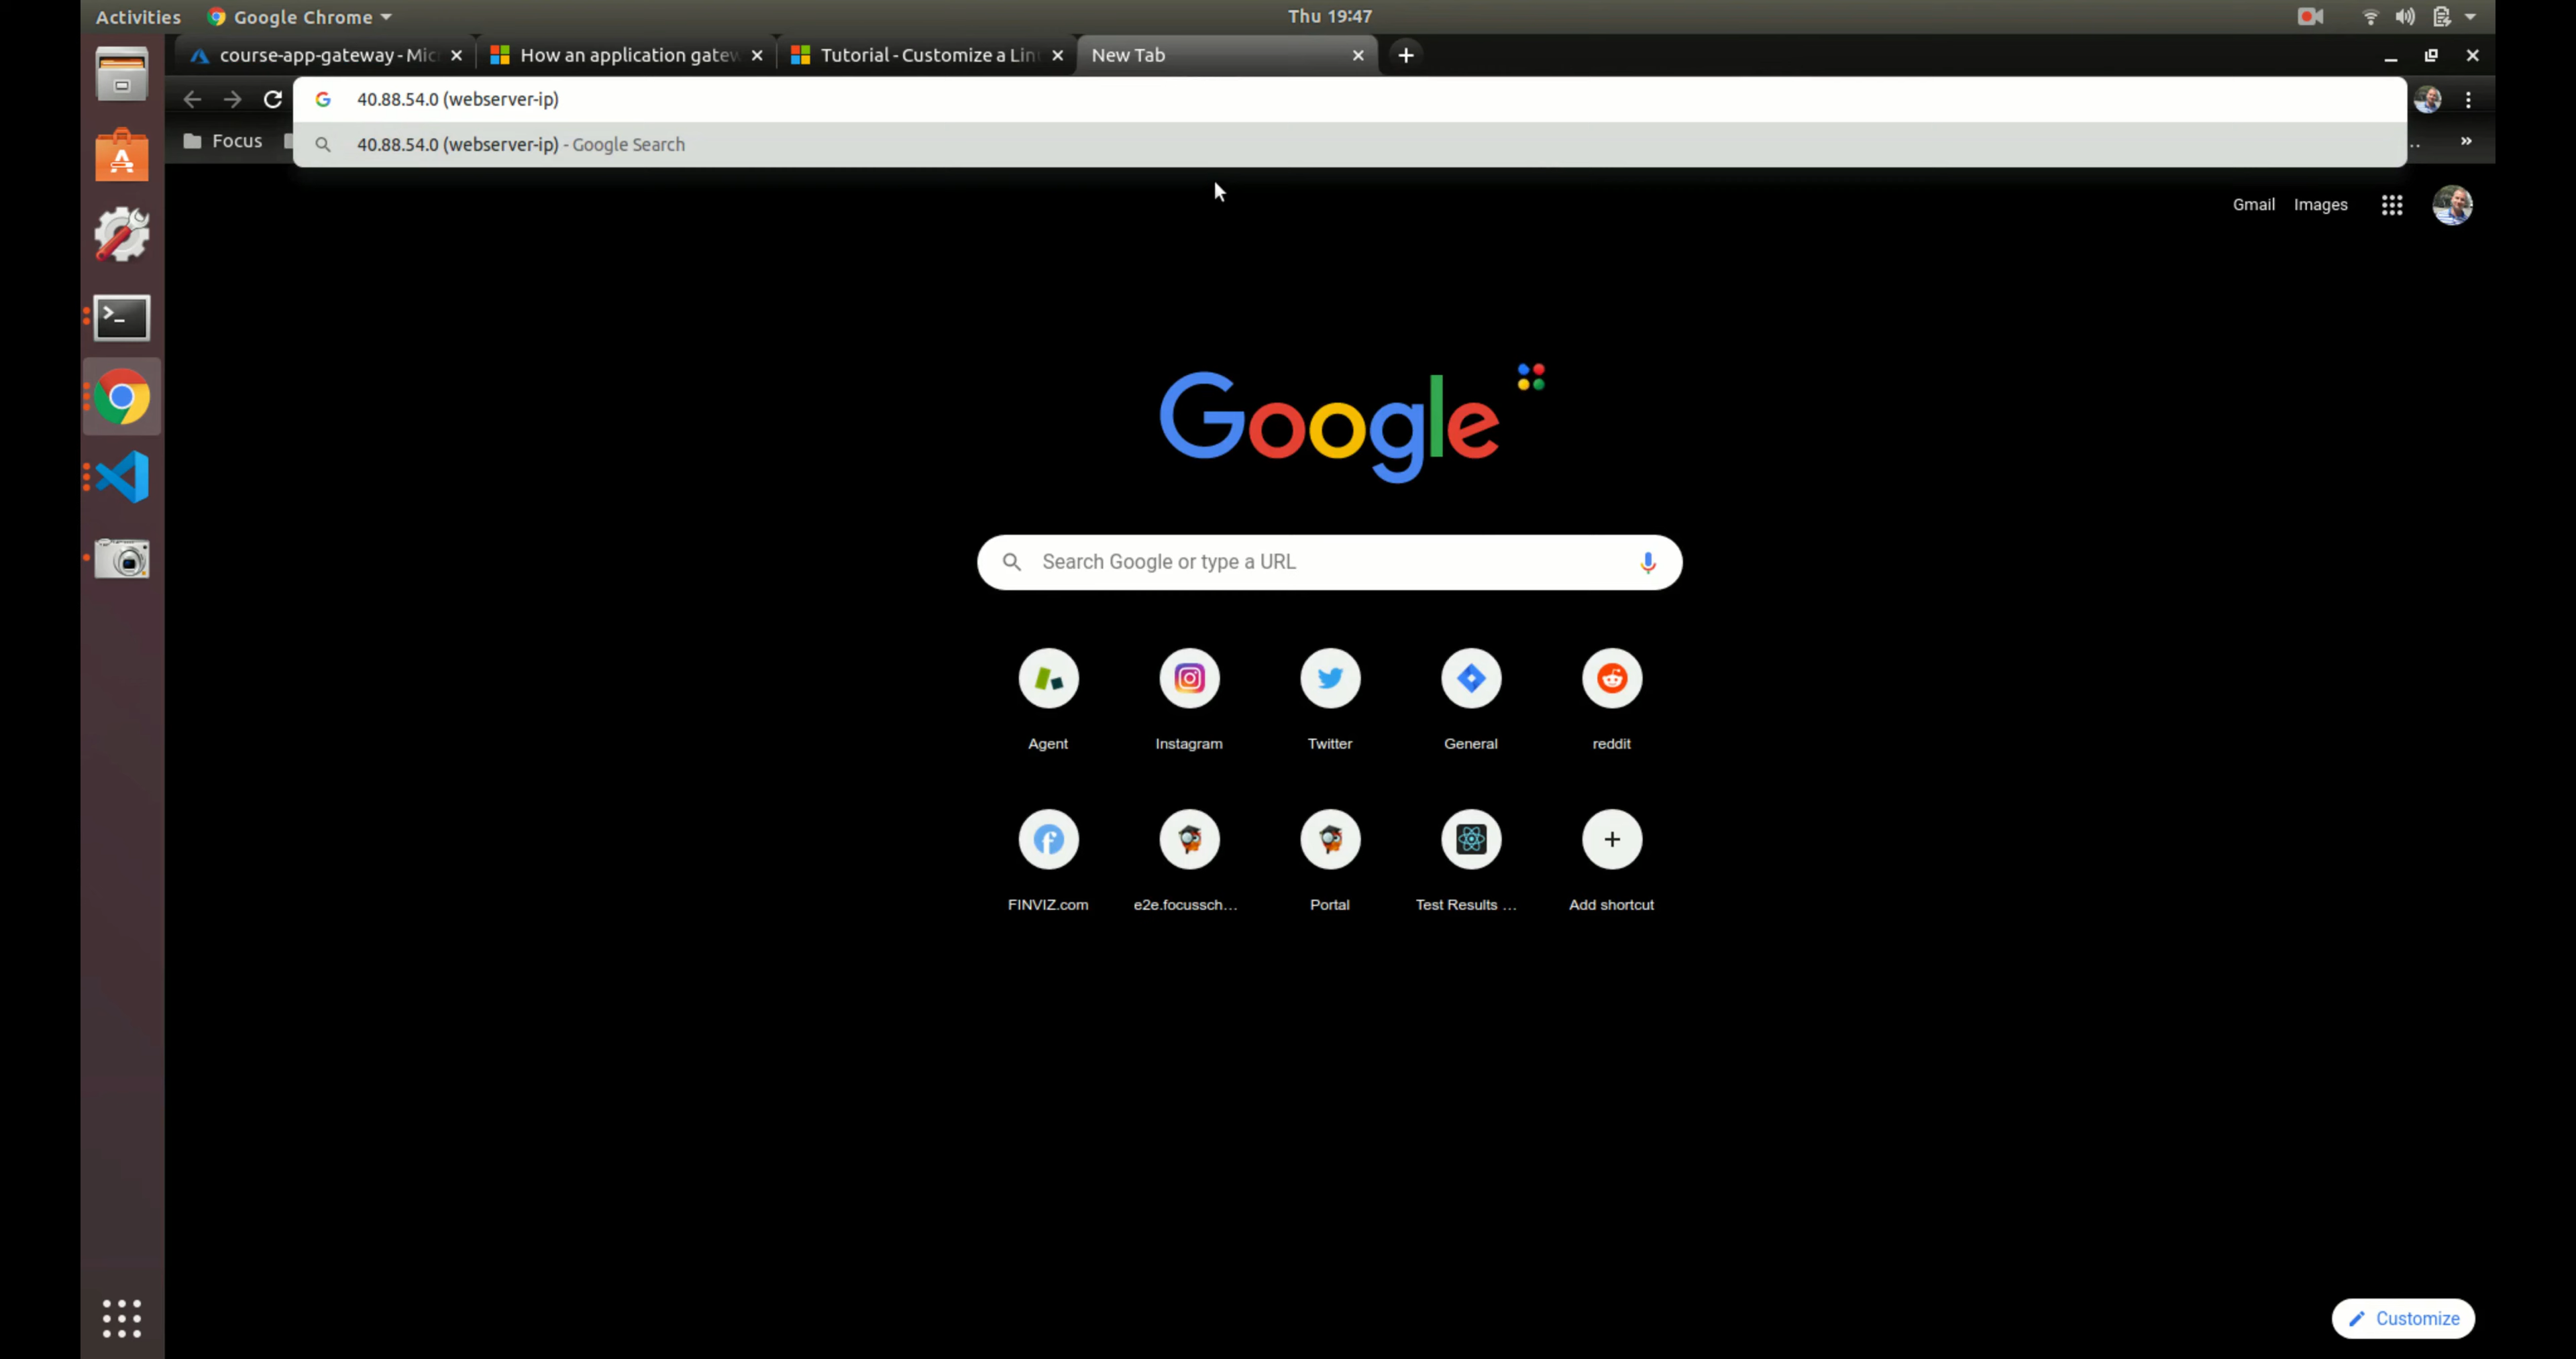 Activities Google Chrome Thu 19:47
course-app-gateway - Mic How an application gatew Tutorial - Customize a Lin New Tab
40.88.54.0 (webserver-ip)
Focus 40.88.54.0 (webserver-ip) - Google Search
Gmail Images
Google
Search Google or type a URL
Agent Instagram Twitter General reddit
FINVIZ.com e2e.focussch... Portal Test Results ... Add shortcut
Customize